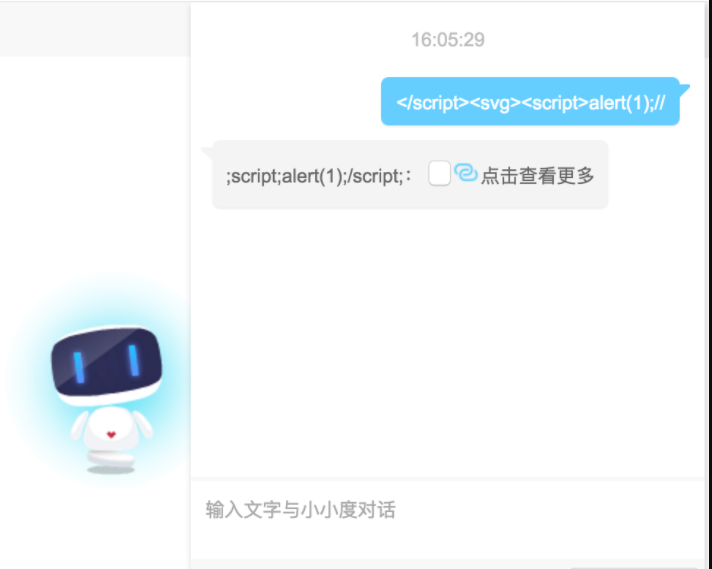 16:05:29
</script><svg><script>alert(1);//
;script;alert(1);/script;： 点击查看更多
输入文字与小小度对话